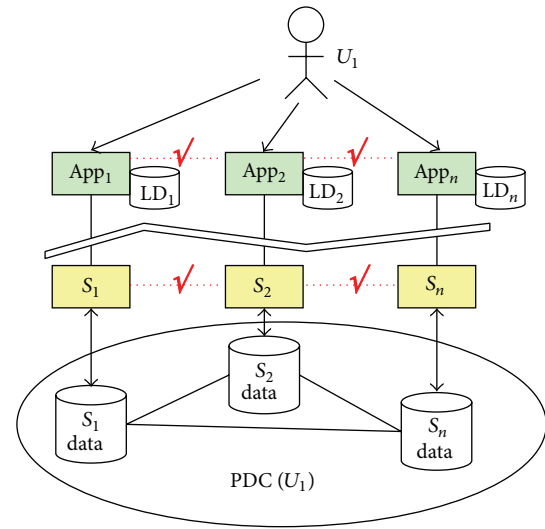 U₁
App₁
App₂
Appₙ
LD₁
LD₂
LDₙ
S₁
S₂
Sₙ
S₂
data
S₁
data
Sₙ
data
PDC (U₁)